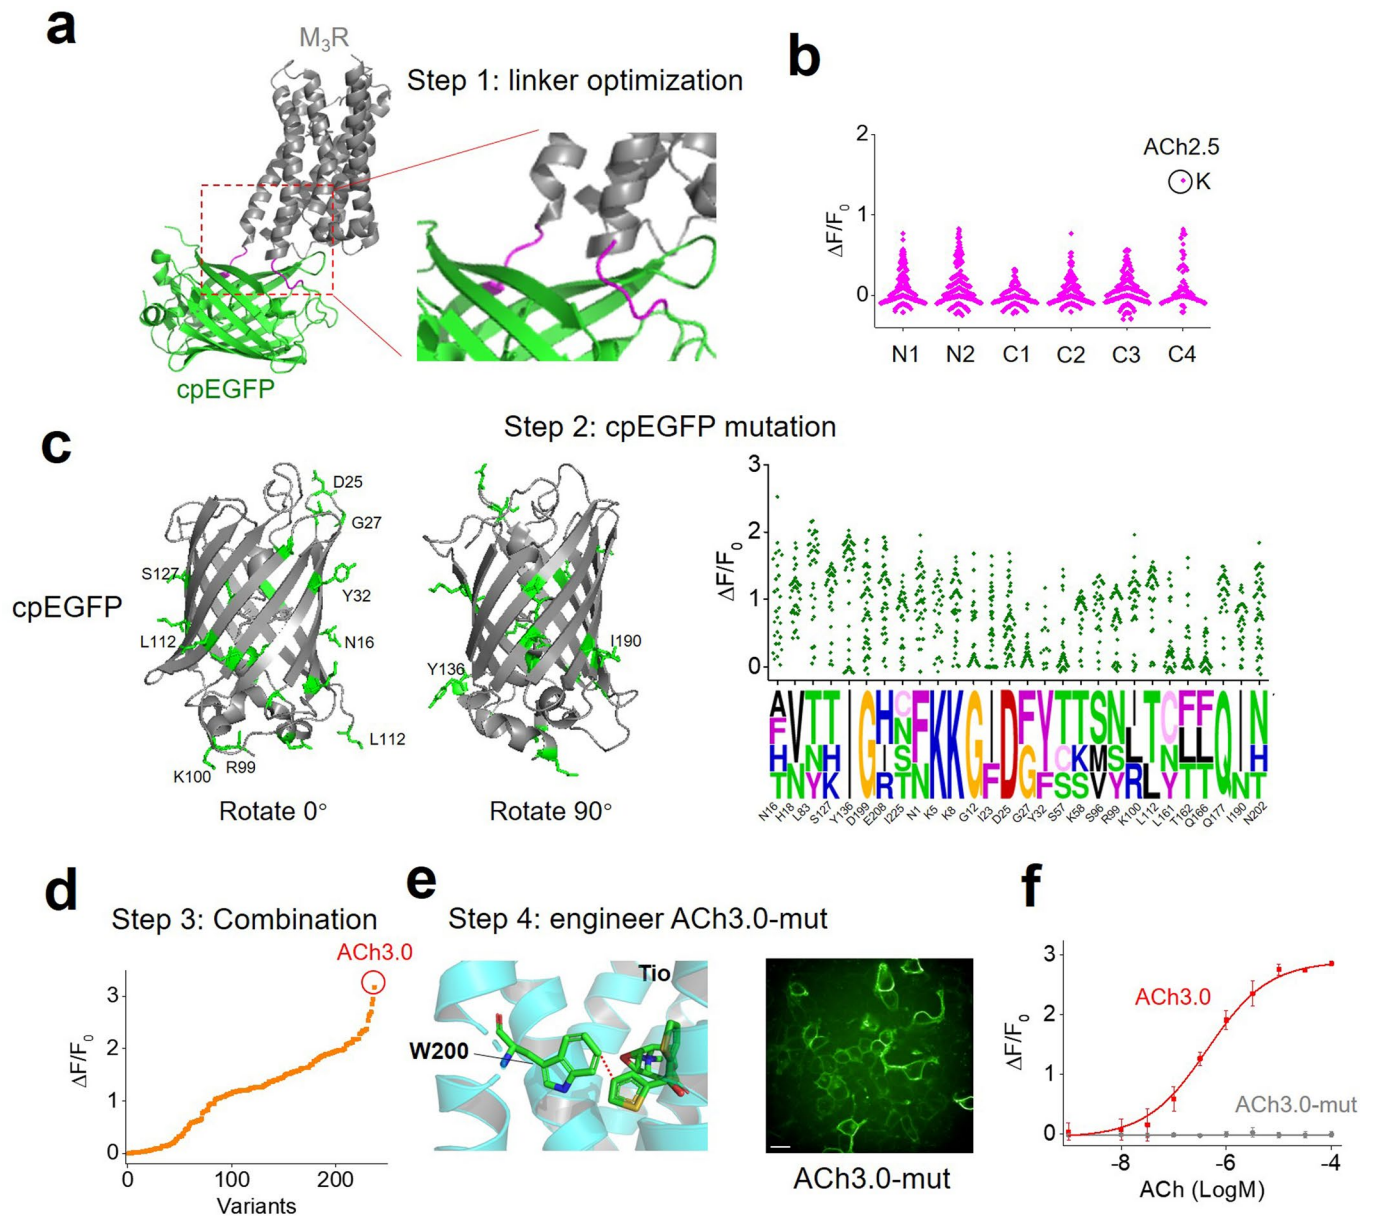 a
M3R
Step 1: linker optimization
cpEGFP
b
ΔF/F0
2
1
0
ACh2.5
K
N1 N2 C1 C2 C3 C4
c
Step 2: cpEGFP mutation
cpEGFP
D25
G27
S127
Y32
L112
N16
L112
K100
R99
Rotate 0°
Y136
I190
Rotate 90°
ΔF/F0
3
2
1
0
N16 H18 L83 S127 Y136 D199 E208 I225 N1 K5 K6 G12 I23 D25 G27 Y32 S57 K58 S96 R99 K100 L112 L161 T162 Q166 Q177 I190 N202
d
Step 3: Combination
ACh3.0
ΔF/F0
3
2
1
0
0 100 200
Variants
e
Step 4: engineer ACh3.0-mut
Tio
W200
ACh3.0-mut
f
ΔF/F0
3
2
1
0
ACh3.0
ACh3.0-mut
-8 -6 -4
ACh (LogM)